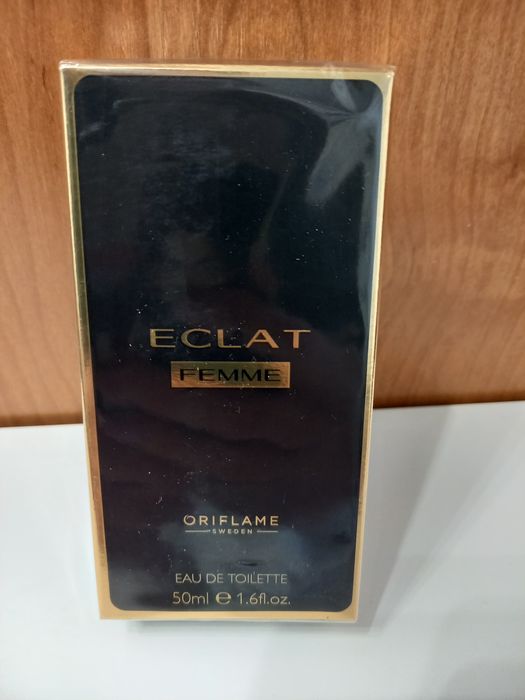 ECLAT
FEMME
ORIFLAME
SWEDEN
EAU DE TOILETTE
50ml ℮ 1.6fl.oz.